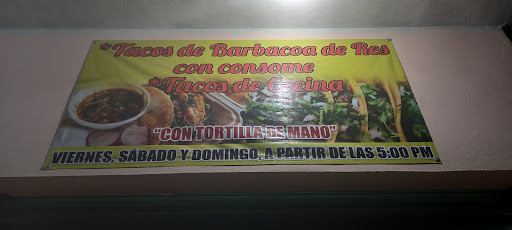 *Tacos de Barbacoa de Res
con consome
*Tacos de Cecina
"CON TORTILLA DE MANO"
VIERNES, SÁBADO Y DOMINGO, A PARTIR DE LAS 5:00 PM